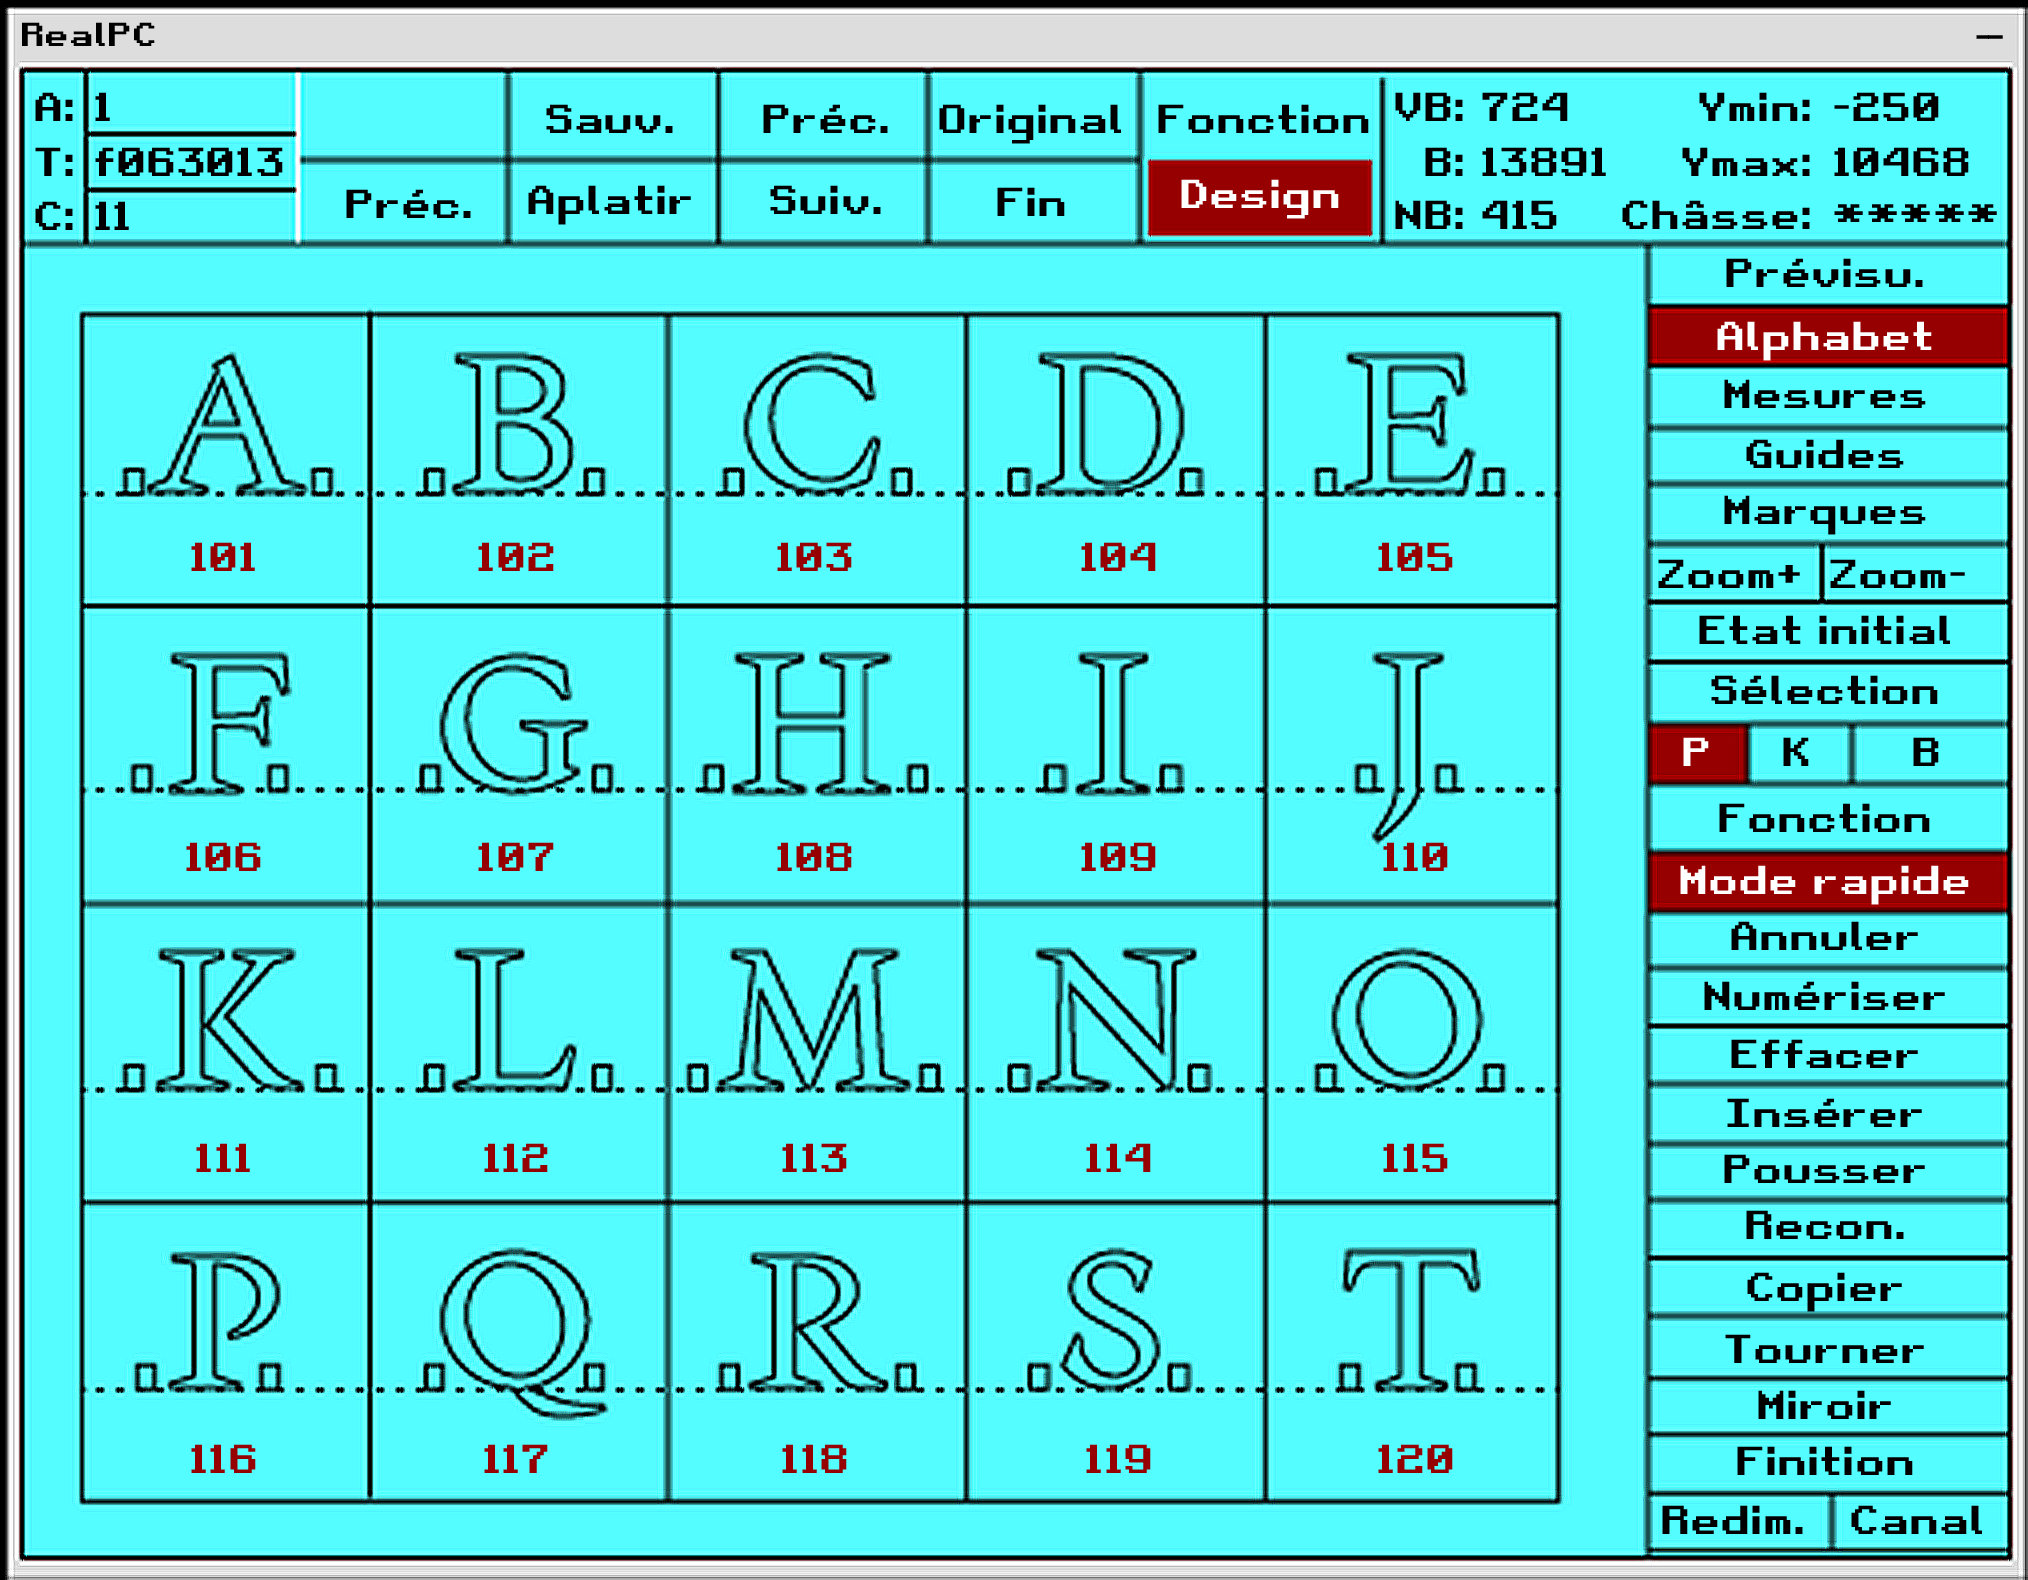 RealPC
A: 1
T: f063013
C: 11
Sauv. Préc. Original Fonction
Préc. Aplatir Suiv. Fin Design
VB: 724 Ymin: -250
B: 13891 Ymax: 10468
NB: 415 Châsse: *****
A B C D E
101 102 103 104 105
F G H I J
106 107 108 109 110
K L M N O
111 112 113 114 115
P Q R S T
116 117 118 119 120
Prévisu.
Alphabet
Mesures
Guides
Marques
Zoom+ Zoom-
Etat initial
Sélection
P K B
Fonction
Mode rapide
Annuler
Numériser
Effacer
Insérer
Pousser
Recon.
Copier
Tourner
Miroir
Finition
Redim. Canal